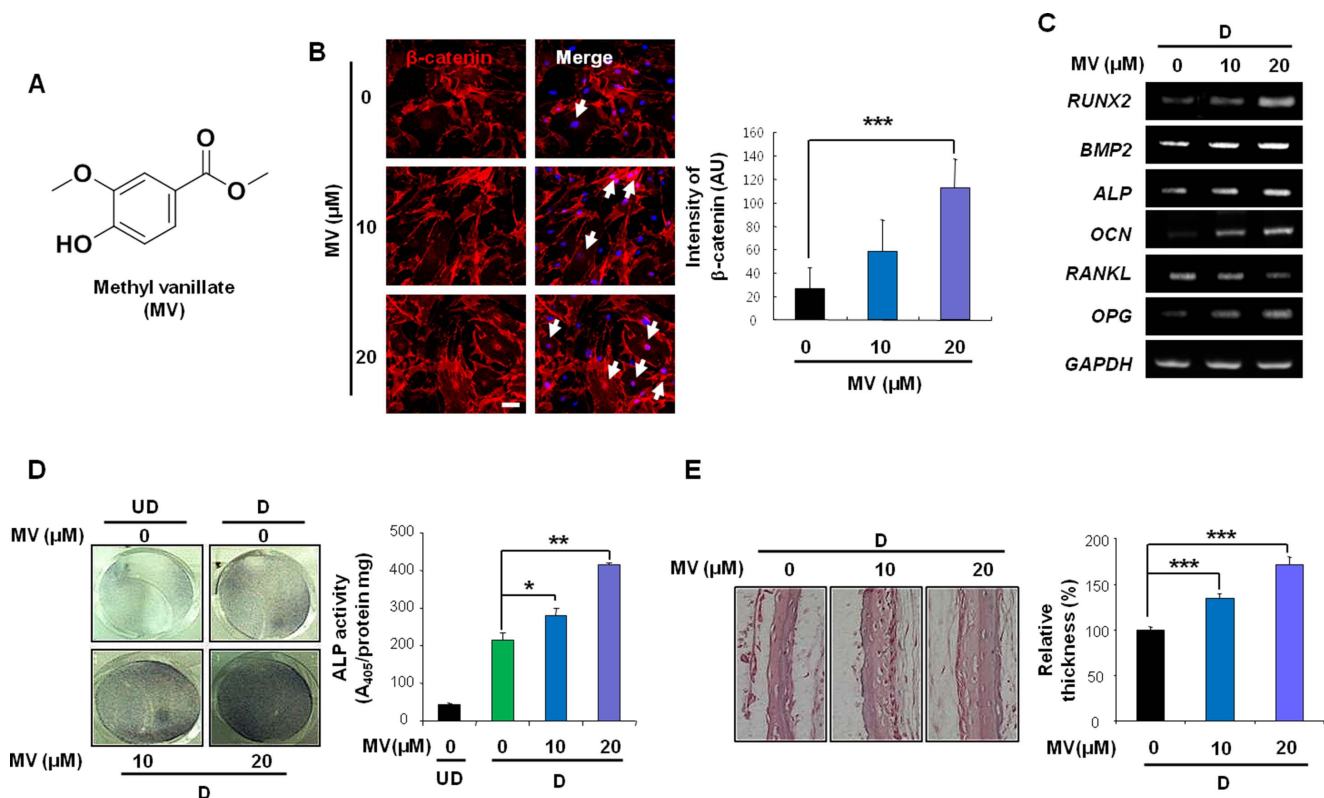 A
O
O
O
HO
Methyl vanillate
(MV)
B
β-catenin
Merge
MV (µM)
0
10
20
Intensity of
β-catenin (AU)
160
140
120
100
80
60
40
20
0
***
0 10 20
MV (µM)
C
D
MV (µM) 0 10 20
RUNX2
BMP2
ALP
OCN
RANKL
OPG
GAPDH
D
UD D
MV (µM) 0 0
MV (µM) 10 20
D
ALP activity
(A405/protein mg)
500
400
300
200
100
0
*
**
MV(µM) 0 0 10 20
UD D
E
D
MV (µM) 0 10 20
Relative
thickness (%)
200
150
100
50
0
***
***
MV (µM) 0 10 20
D